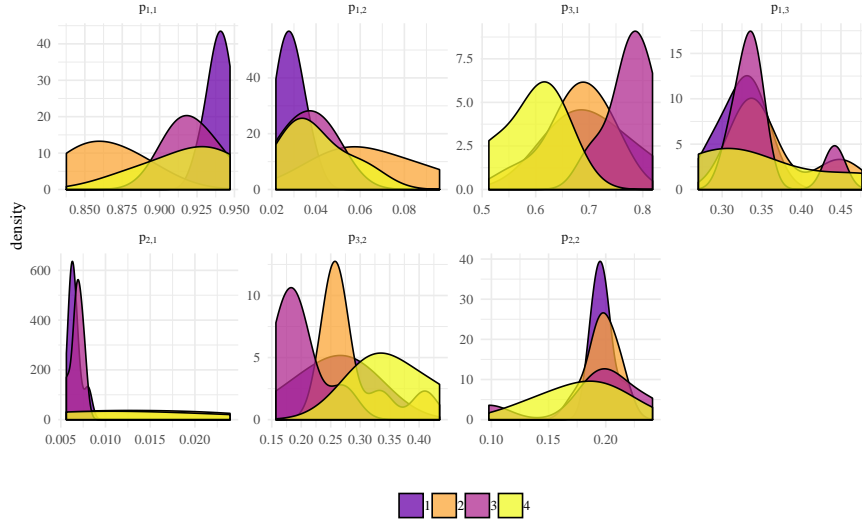 p1,1 p1,2 p3,1 p1,3
40 30 20 10 0
0.850 0.875 0.900 0.925 0.950
40 20 0
0.02 0.04 0.06 0.08
7.5 5.0 2.5 0.0
0.5 0.6 0.7 0.8
15 10 5 0
0.30 0.35 0.40 0.45
density
p2,1 p3,2 p2,2
600 400 200 0
0.005 0.010 0.015 0.020
10 5 0
0.15 0.20 0.25 0.30 0.35 0.40
40 30 20 10 0
0.10 0.15 0.20
1 2 3 4